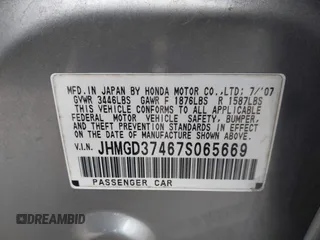 MFD. IN JAPAN BY HONDA MOTOR CO., LTD: 7/'07
GVWR 3446LBS GAWR F 1876LBS R 1587LBS
THIS VEHICLE CONFORMS TO ALL APPLICABLE
FEDERAL MOTOR VEHICLE SAFETY, BUMPER,
AND THEFT PREVENTION STANDARDS IN EFFECT
ON THE DATE OF MANUFACTURE SHOWN ABOVE.
V.I.N. JHMGD37467S065669
PASSENGER CAR
DREAMBID